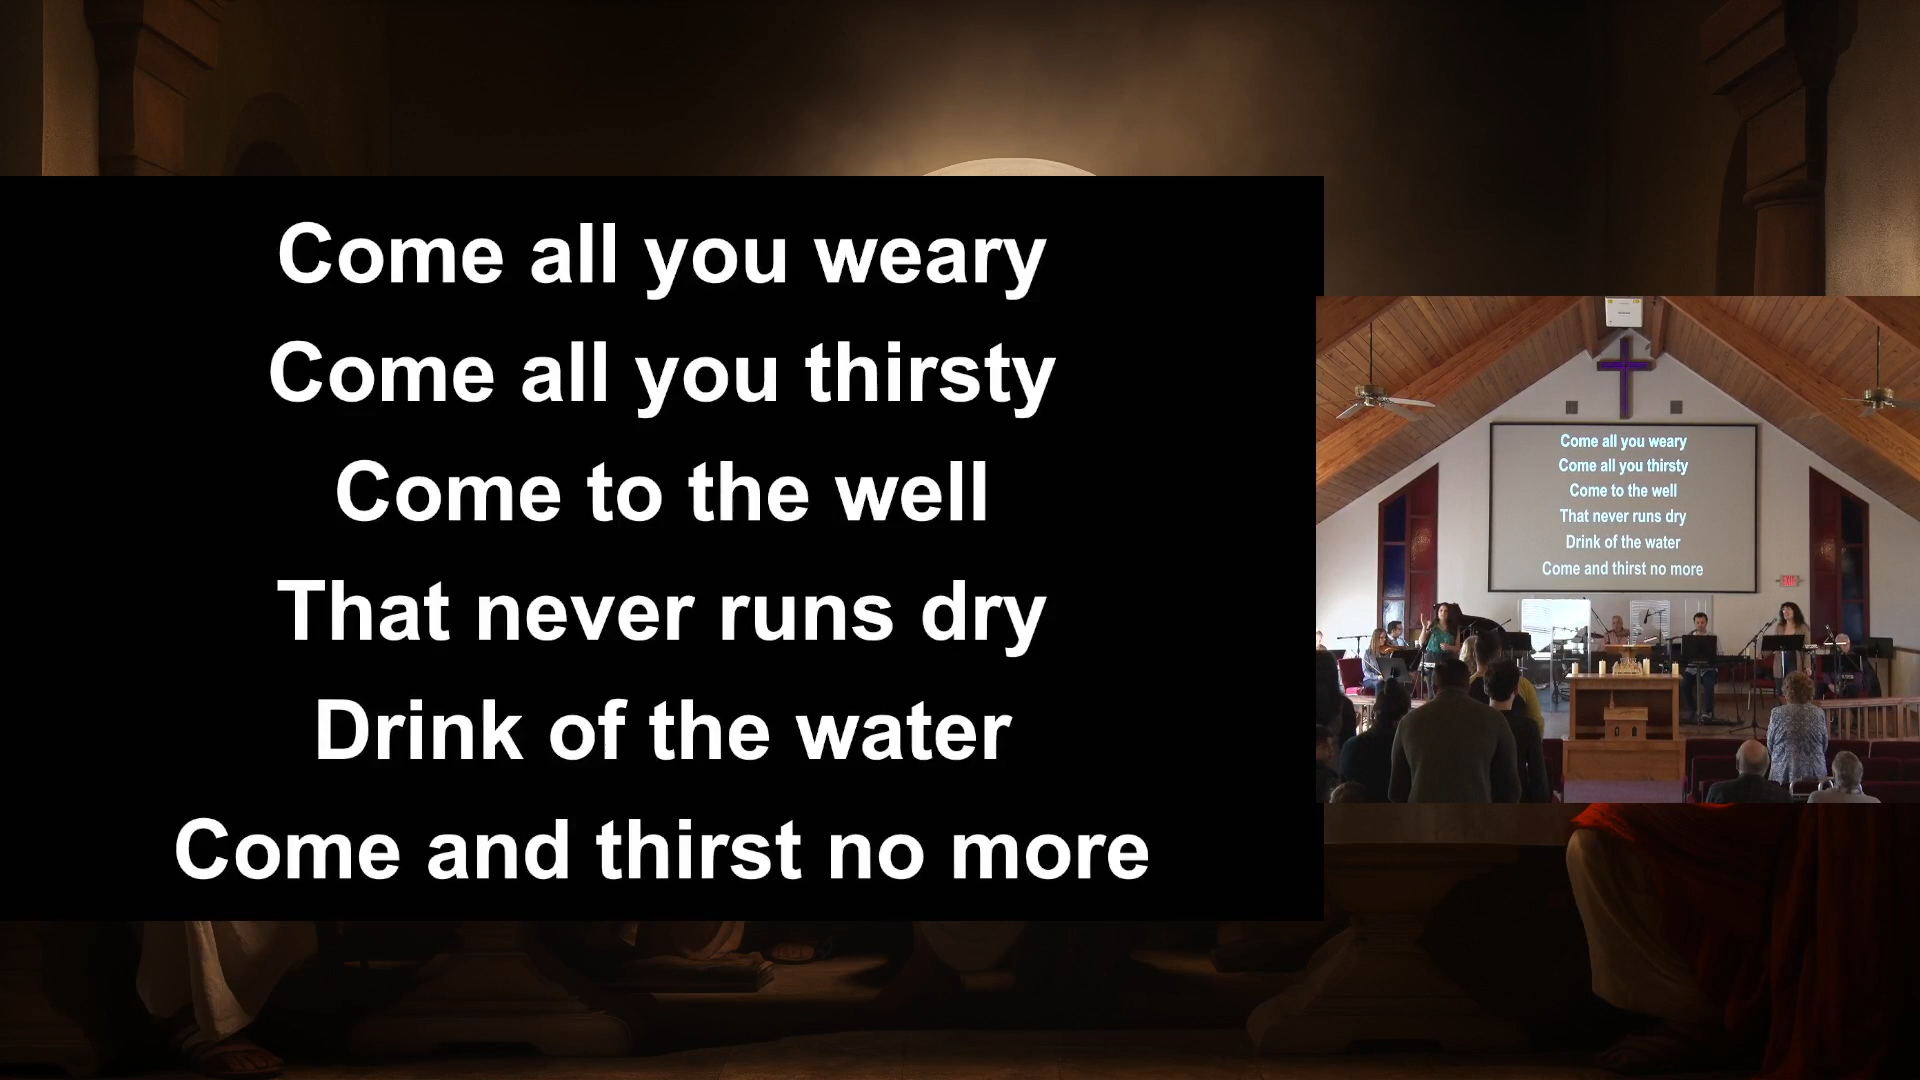 Come all you weary
Come all you thirsty
Come to the well
That never runs dry
Drink of the water
Come and thirst no more
Come all you weary
Come all you thirsty
Come to the well
That never runs dry
Drink of the water
Come and thirst no more
EXIT